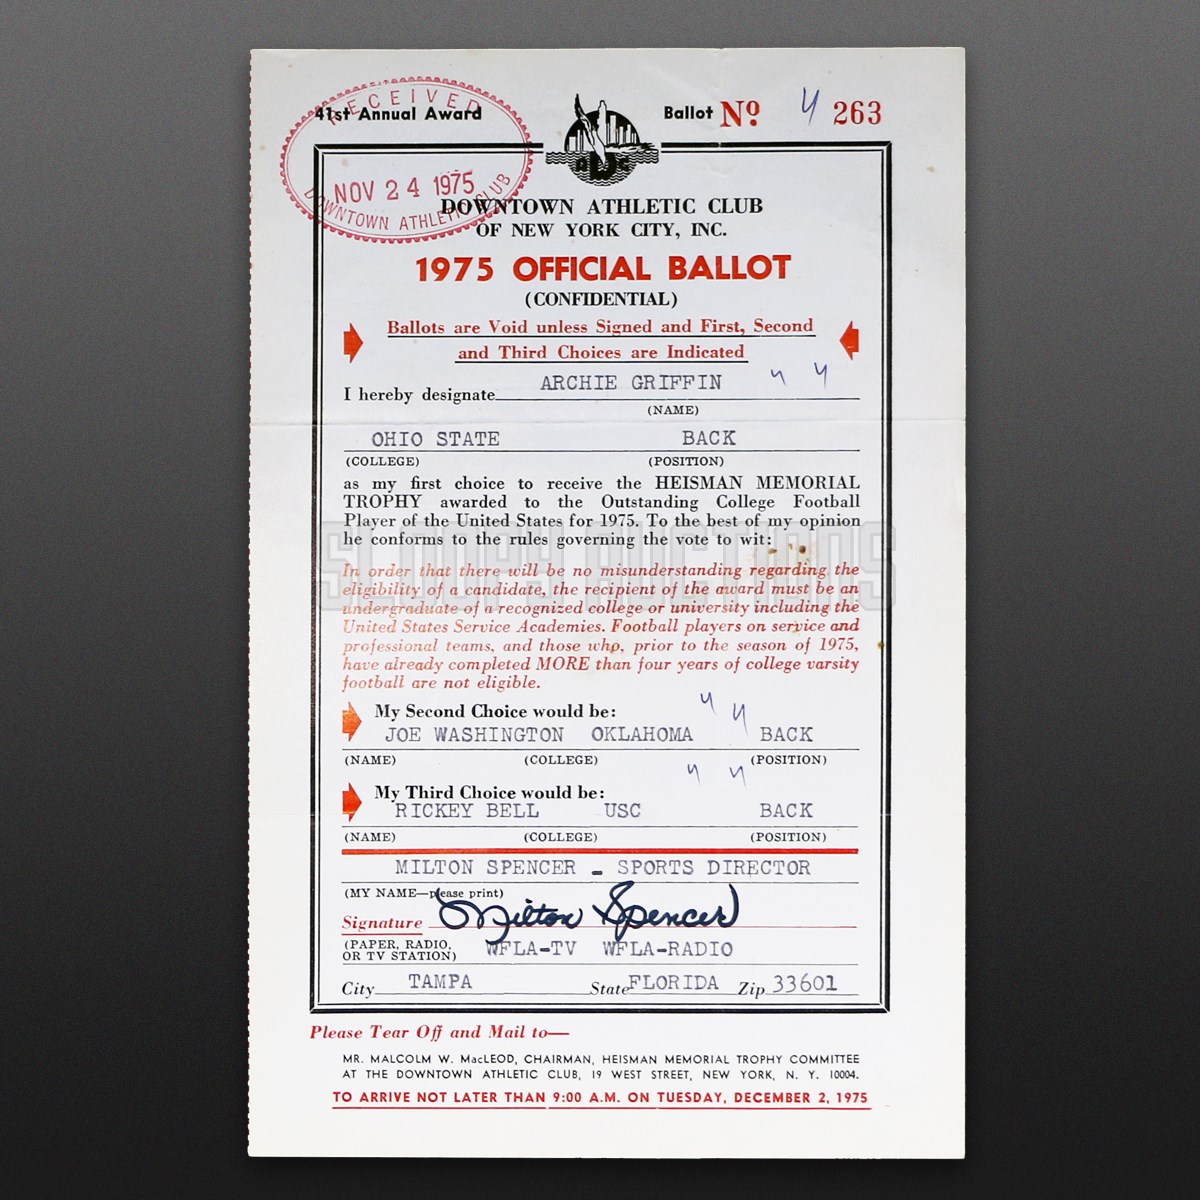 RECEIVED
NOV 24 1975
DOWNTOWN ATHLETIC CLUB
41st Annual Award
Ballot Nº 4 263
DAC
DOWNTOWN ATHLETIC CLUB
OF NEW YORK CITY, INC.
1975 OFFICIAL BALLOT
(CONFIDENTIAL)
Ballots are Void unless Signed and First, Second
and Third Choices are Indicated
I hereby designate ARCHIE GRIFFIN
(NAME)
OHIO STATE BACK
(COLLEGE) (POSITION)
as my first choice to receive the HEISMAN MEMORIAL
TROPHY awarded to the Outstanding College Football
Player of the United States for 1975. To the best of my opinion
he conforms to the rules governing the vote to wit:
SLOOPY AUCTIONS
In order that there will be no misunderstanding regarding the
eligibility of a candidate, the recipient of the award must be an
undergraduate of a recognized college or university including the
United States Service Academies. Football players on service and
professional teams, and those who, prior to the season of 1975,
have already completed MORE than four years of college varsity
football are not eligible.
My Second Choice would be:
JOE WASHINGTON OKLAHOMA BACK
(NAME) (COLLEGE) (POSITION)
My Third Choice would be:
RICKEY BELL USC BACK
(NAME) (COLLEGE) (POSITION)
MILTON SPENCER - SPORTS DIRECTOR
(MY NAME—please print)
Signature Milton Spencer
(PAPER, RADIO,
OR TV STATION) WFLA-TV WFLA-RADIO
City TAMPA State FLORIDA Zip 33601
Please Tear Off and Mail to—
MR. MALCOLM W. MacLEOD, CHAIRMAN, HEISMAN MEMORIAL TROPHY COMMITTEE
AT THE DOWNTOWN ATHLETIC CLUB, 19 WEST STREET, NEW YORK, N. Y. 10004.
TO ARRIVE NOT LATER THAN 9:00 A.M. ON TUESDAY, DECEMBER 2, 1975